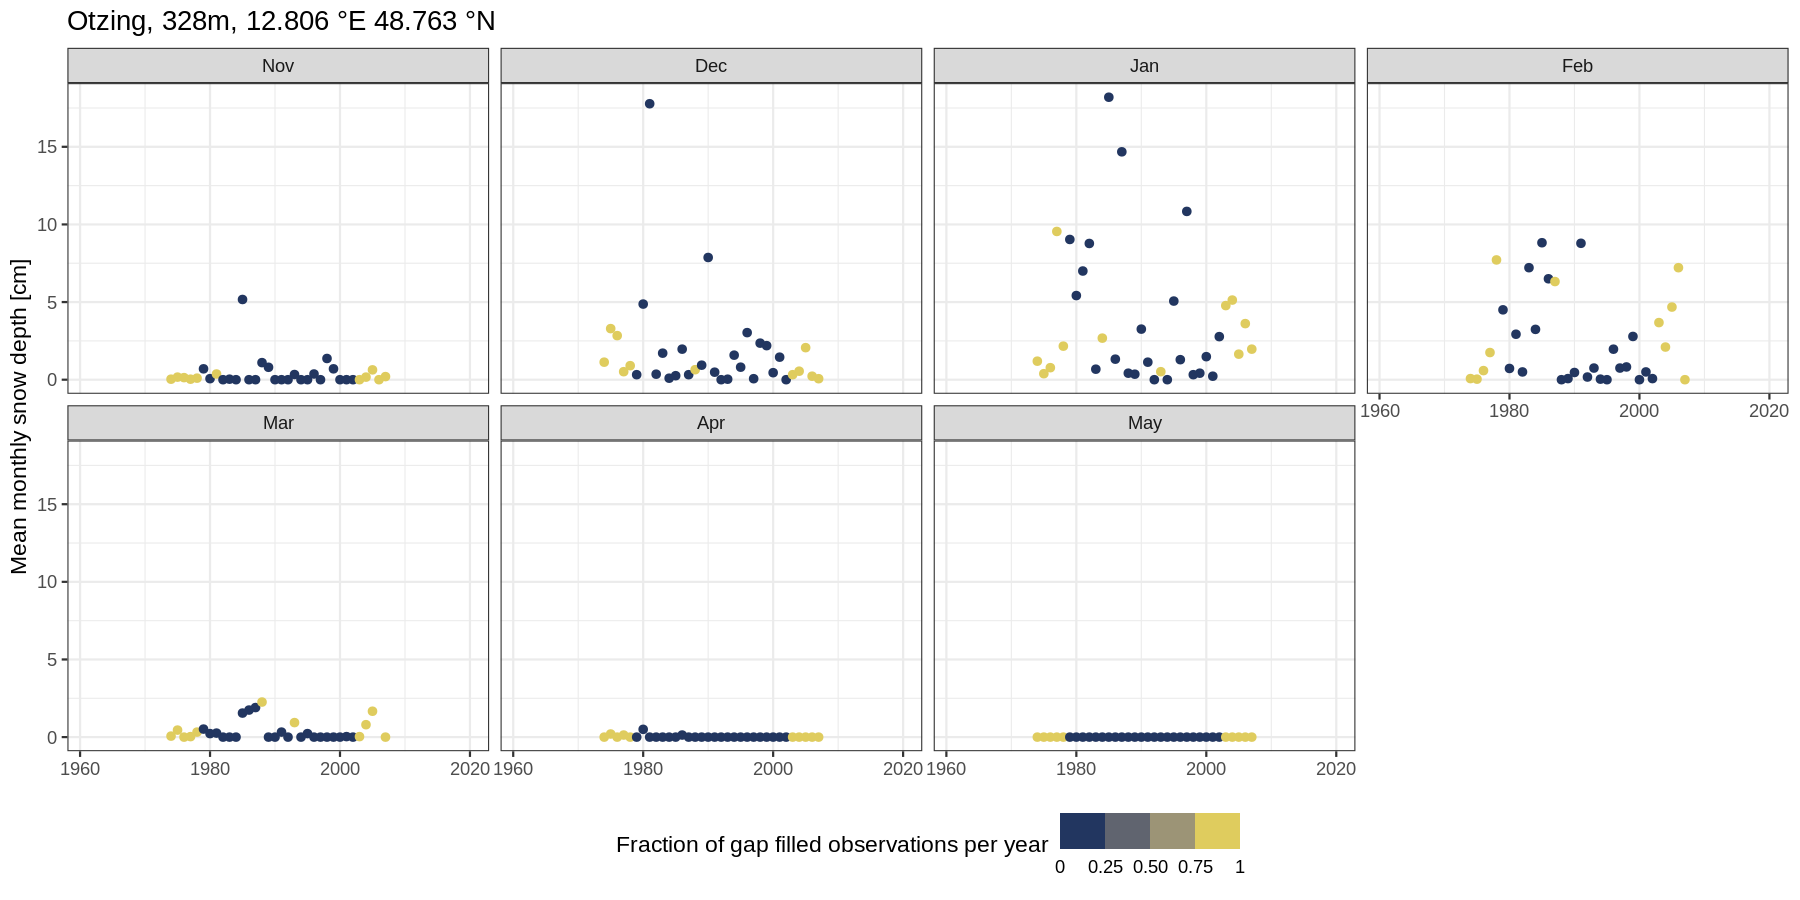 Otzing, 328m, 12.806 °E 48.763 °N
Nov Dec Jan Feb
Mean monthly snow depth [cm]
15
10
5
0
1960 1980 2000 2020
Mar Apr May
15
10
5
0
1960 1980 2000 2020 1960 1980 2000 2020 1960 1980 2000 2020
Fraction of gap filled observations per year
0 0.25 0.50 0.75 1